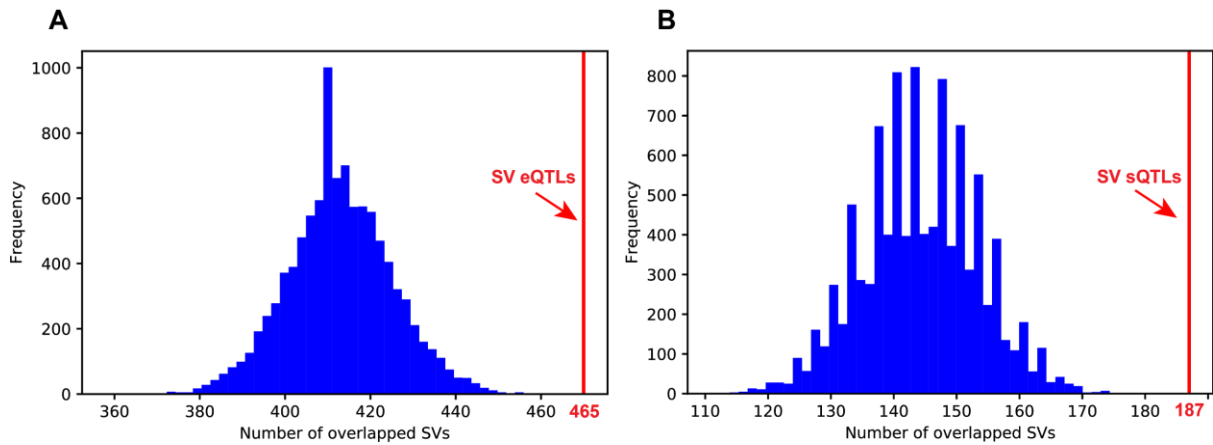 A
1000
800
600
400
200
0
Frequency
SV eQTLs
360 380 400 420 440 460 465
Number of overlapped SVs
B
800
700
600
500
400
300
200
100
0
Frequency
SV sQTLs
110 120 130 140 150 160 170 180 187
Number of overlapped SVs